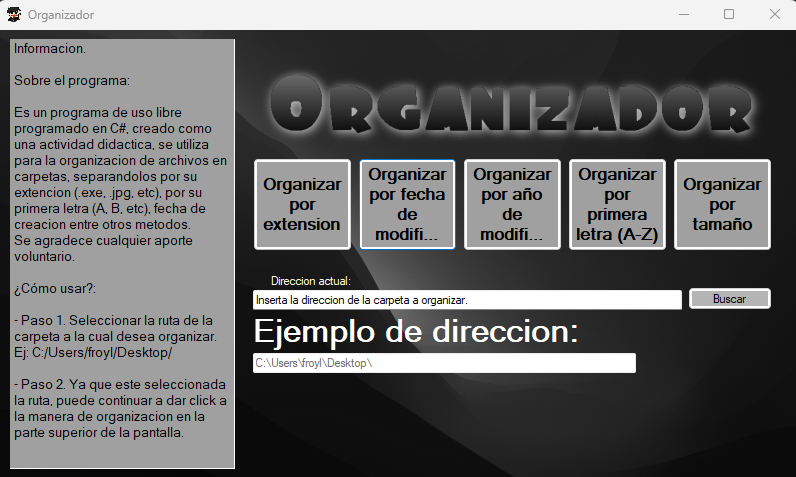 Organizador
Informacion.
Sobre el programa:
Es un programa de uso libre
programado en C#, creado como
una actividad didactica, se utiliza
para la organizacion de archivos en
carpetas, separandolos por su
extencion (.exe, .jpg, etc), por su
primera letra (A, B, etc), fecha de
creacion entre otros metodos.
Se agradece cualquier aporte
voluntario.
¿Cómo usar?:
- Paso 1. Seleccionar la ruta de la
carpeta a la cual desea organizar.
Ej: C:/Users/froyl/Desktop/
- Paso 2. Ya que este seleccionada
la ruta, puede continuar a dar click a
la manera de organizacion en la
parte superior de la pantalla.
ORGANIZADOR
Organizar
por
extension
Organizar
por fecha
de
modifi...
Organizar
por año
de
modifi...
Organizar
por
primera
letra (A-Z)
Organizar
por
tamaño
Direccion actual:
Inserta la direccion de la carpeta a organizar.
Buscar
Ejemplo de direccion:
C:\Users\froyl\Desktop\